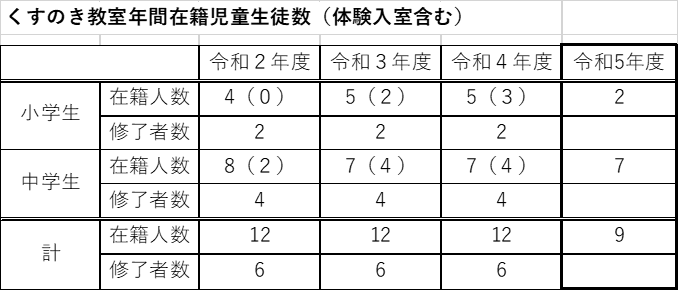 くすのき教室年間在籍児童生徒数（体験入室含む）
令和２年度 令和３年度 令和４年度 令和5年度
小学生 在籍人数 4（０） 5（２） 5（３） 2
修了者数 2 2 2
中学生 在籍人数 8（２） 7（４） 7（４） 7
修了者数 4 4 4
計 在籍人数 12 12 12 9
修了者数 6 6 6